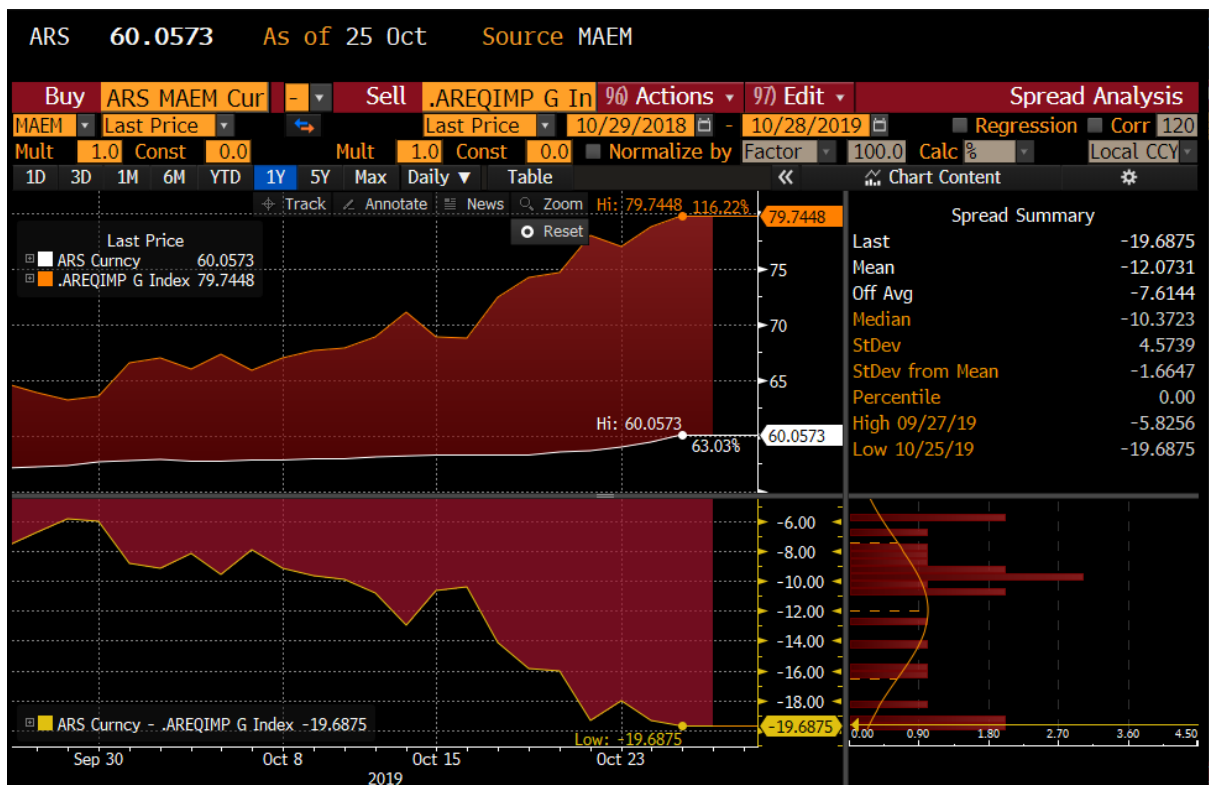 ARS 60.0573 As of 25 Oct Source MAEM
Buy ARS MAEM Cur - Sell .AREQIMP G In 96) Actions 97) Edit Spread Analysis
MAEM Last Price Last Price 10/29/2018 - 10/28/2019 Regression Corr 120
Mult 1.0 Const 0.0 Mult 1.0 Const 0.0 Normalize by Factor 100.0 Calc % Local CCY
1D 3D 1M 6M YTD 1Y 5Y Max Daily ▼ Table « Chart Content
Track Annotate News Zoom Hi: 79.7448 116.22%
Reset
79.7448
Last Price
ARS Curncy 60.0573
.AREQIMP G Index 79.7448
75
70
65
Hi: 60.0573
60.0573
63.03%
Spread Summary
Last -19.6875
Mean -12.0731
Off Avg -7.6144
Median -10.3723
StDev 4.5739
StDev from Mean -1.6647
Percentile 0.00
High 09/27/19 -5.8256
Low 10/25/19 -19.6875
-6.00
-8.00
-10.00
-12.00
-14.00
-16.00
-18.00
-19.6875
ARS Curncy - .AREQIMP G Index -19.6875
Low: -19.6875
0.00 0.90 1.80 2.70 3.60 4.50
Sep 30 Oct 8 Oct 15 Oct 23
2019